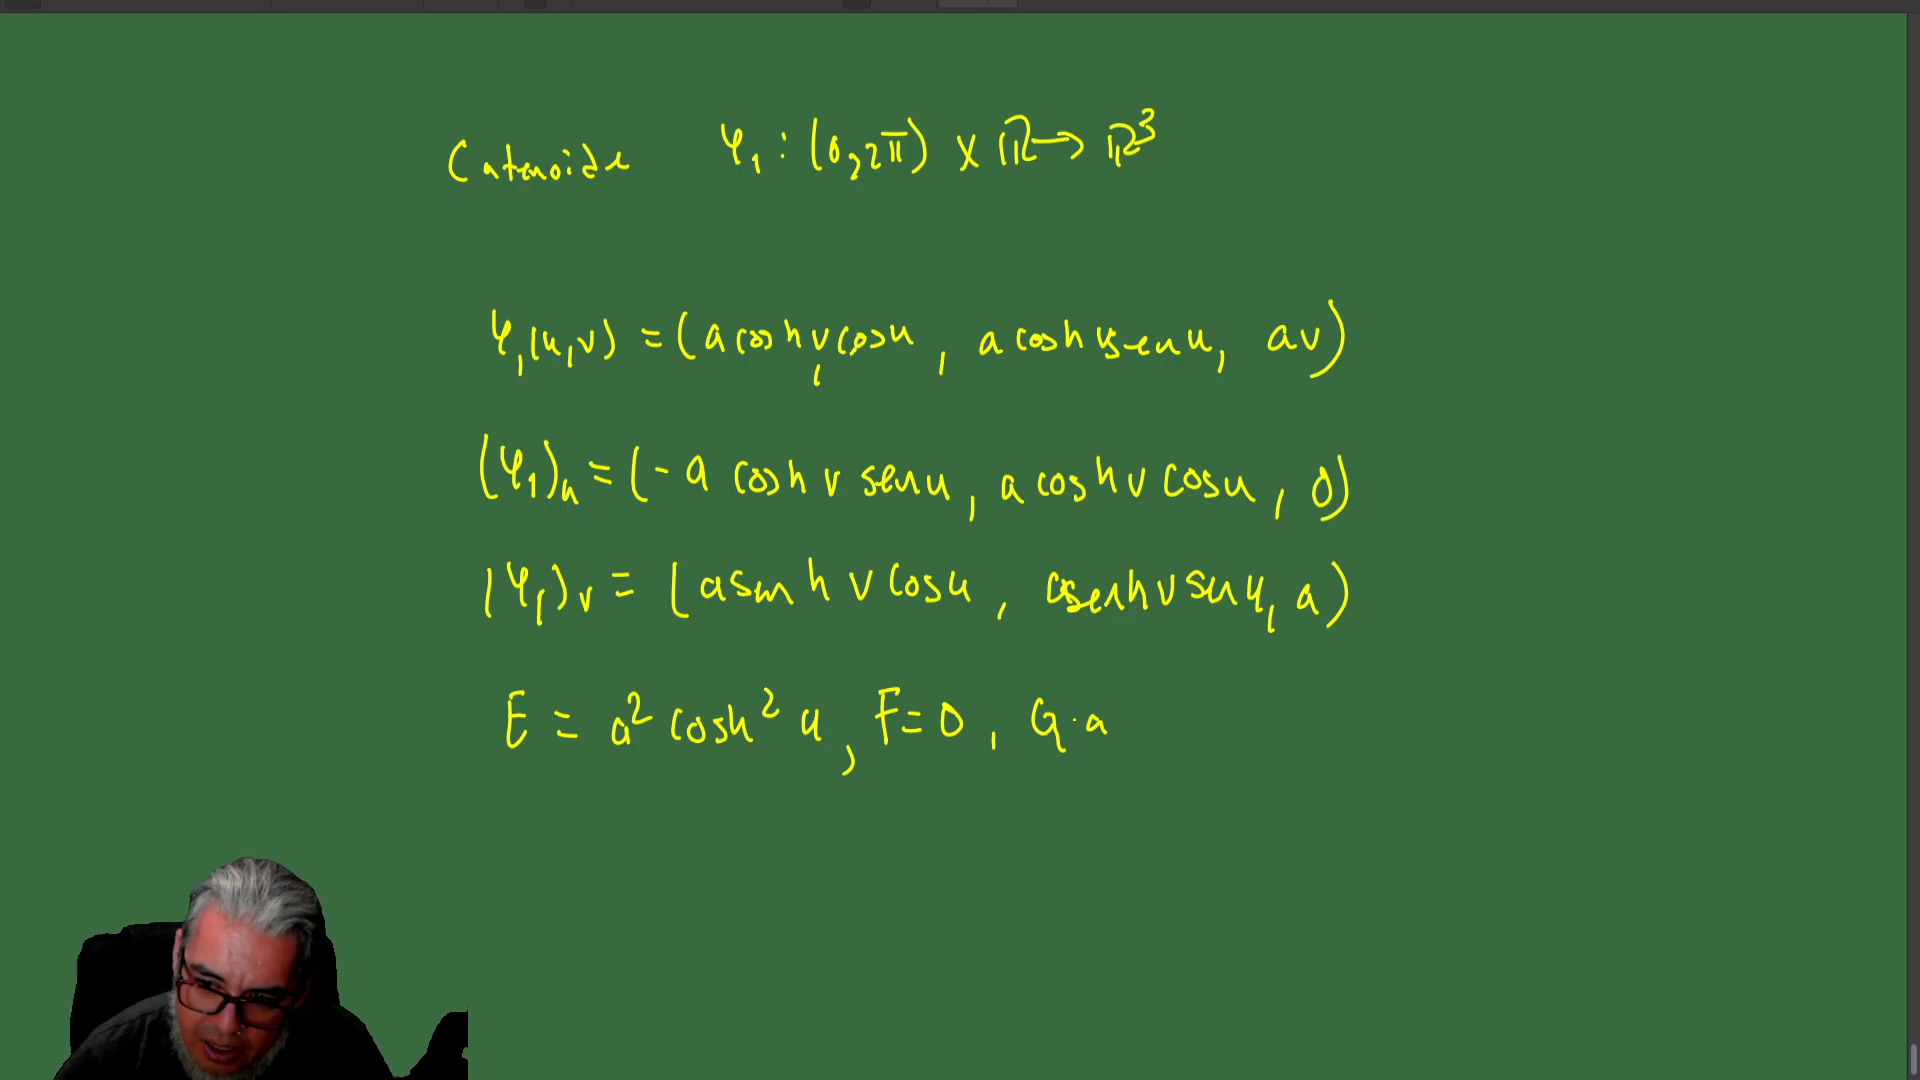 Catenoide φ₁ : (0,2π) × ℝ → ℝ³
φ₁(u,v) = (a cosh v cos u, a cosh v sen u, av)
(φ₁)ᵤ = (-a cosh v sen u, a cosh v cos u, 0)
(φ₁)ᵥ = (a senh v cos u, a senh v sen u, a)
E = a² cosh² u, F=0, G·a